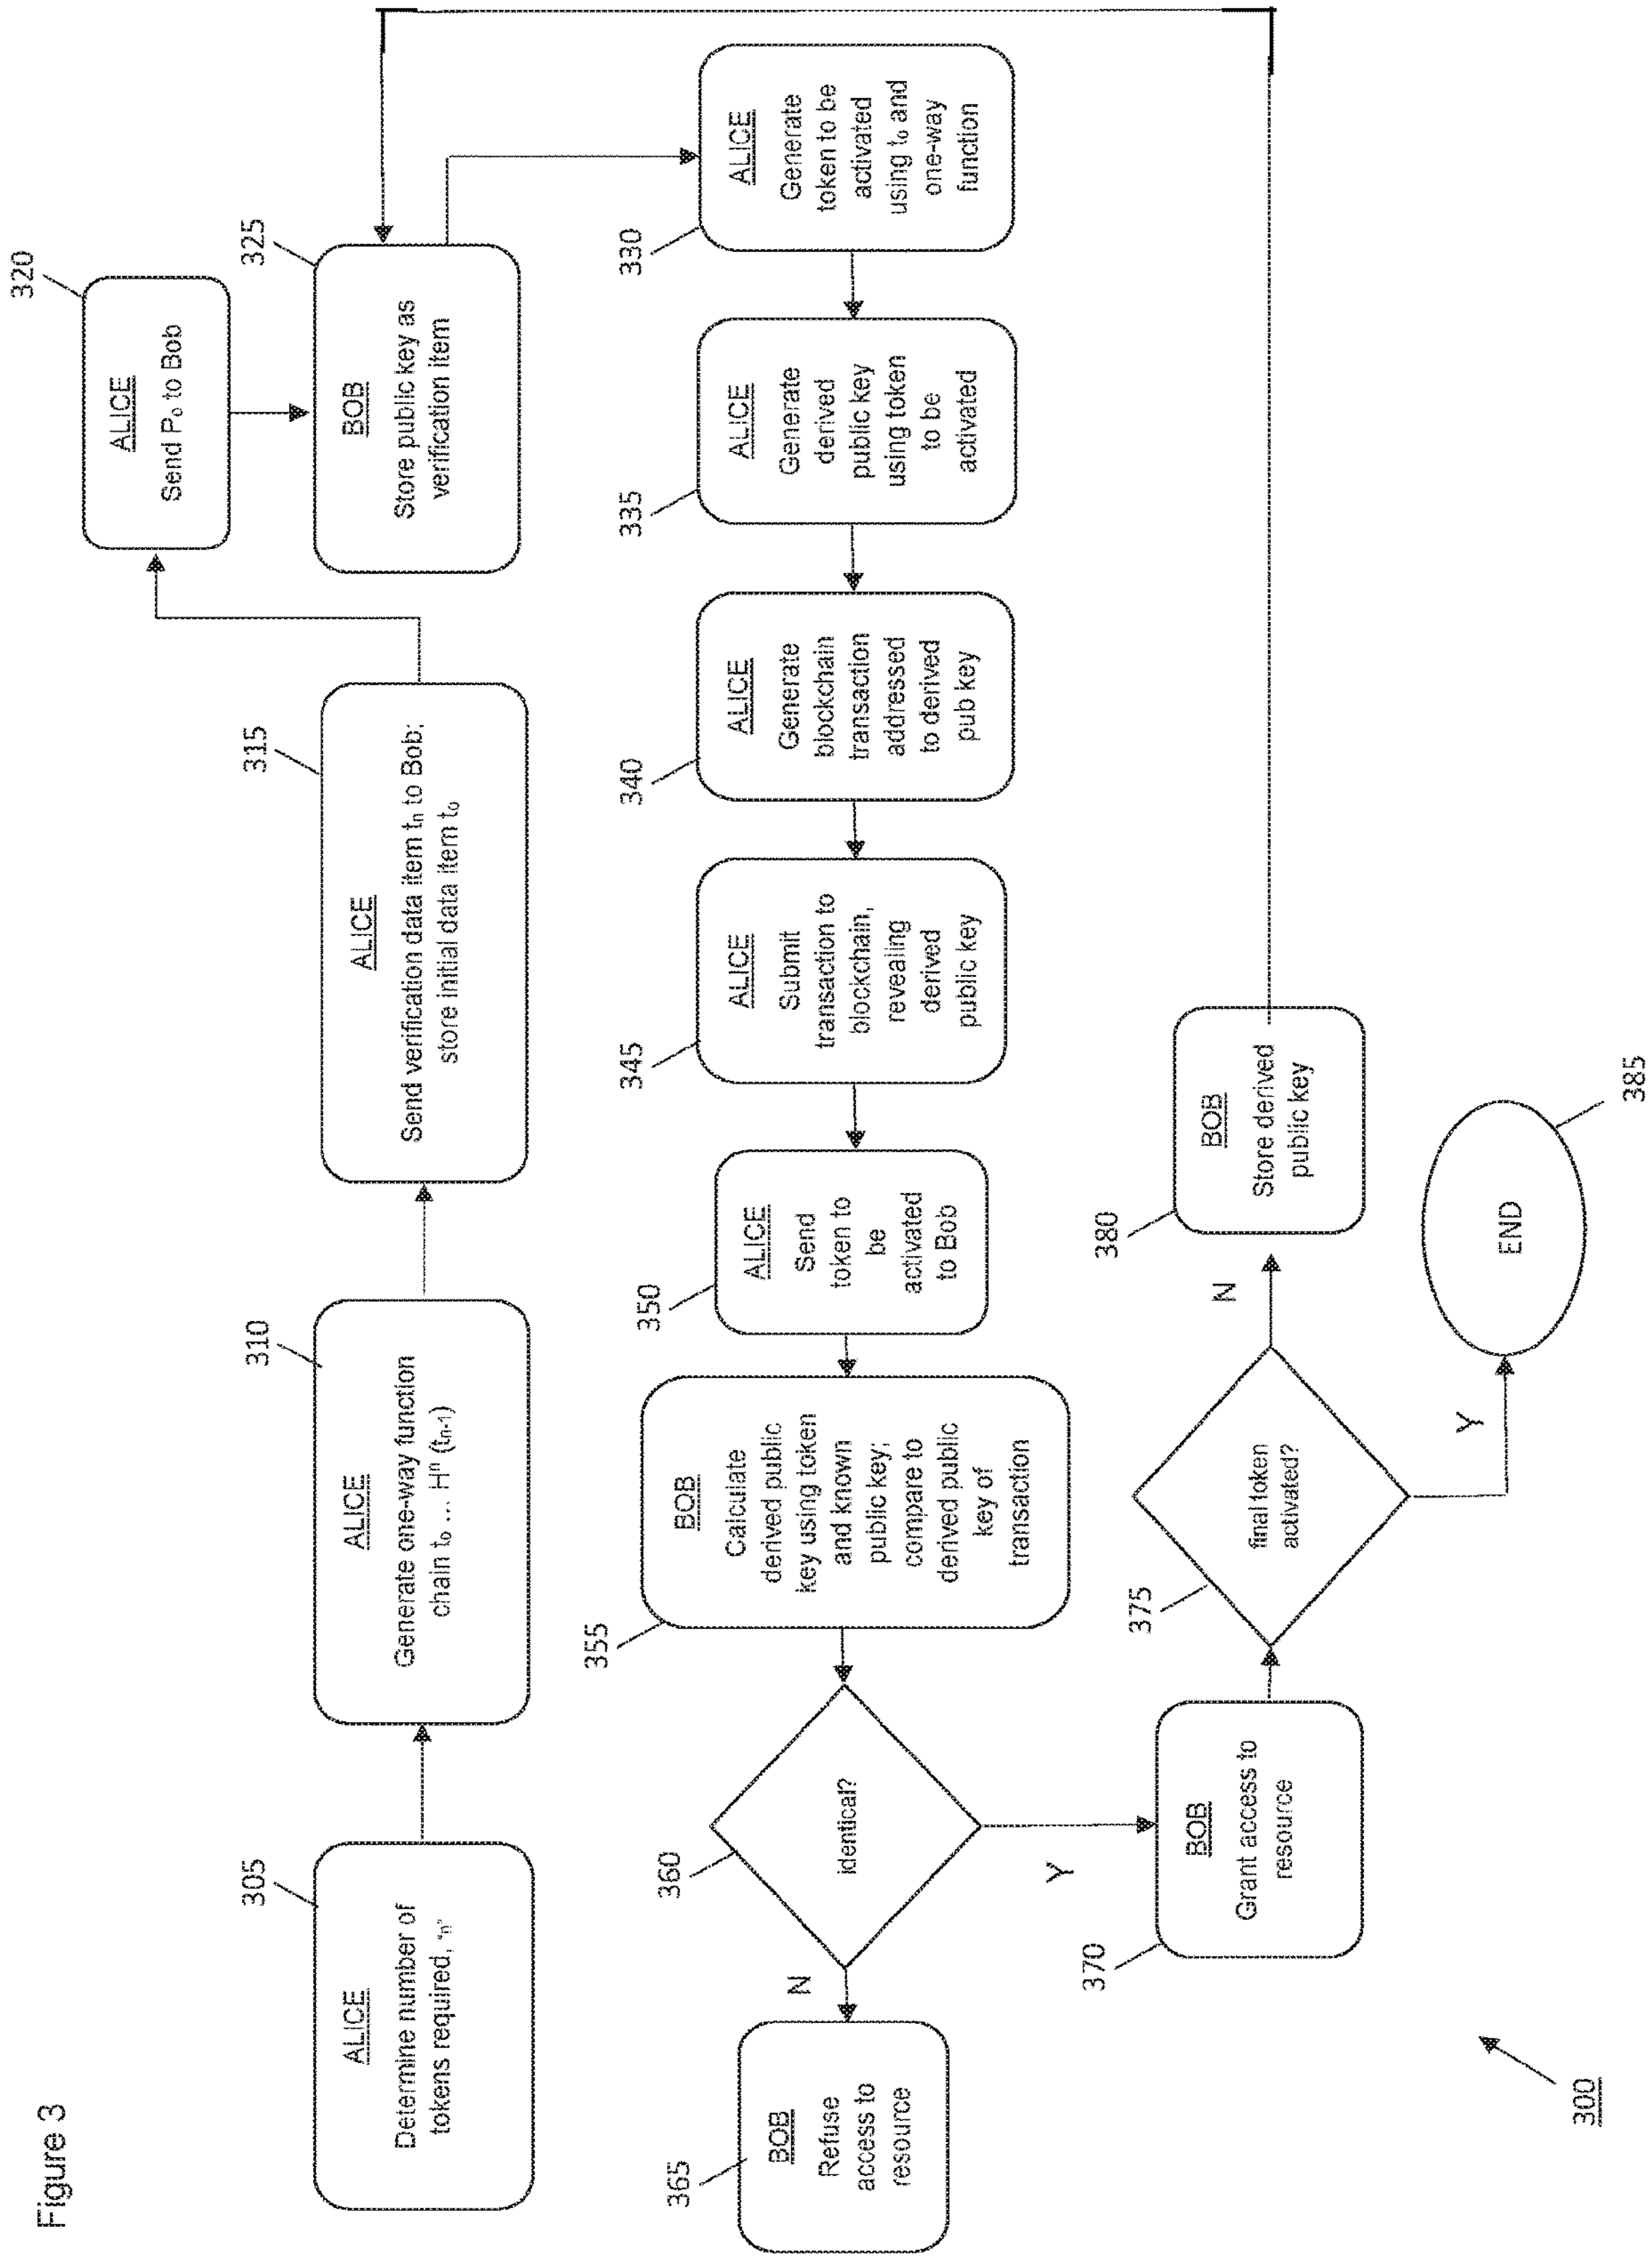 Figure 3
305
ALICE
Determine number of
tokens required, "n"
310
ALICE
Generate one-way function
chain t₀ ... Hⁿ (tₙ₋₁)
315
ALICE
Send verification data item tₙ to Bob;
store initial data item t₀
320
ALICE
Send P₀ to Bob
325
BOB
Store public key as
verification item
330
ALICE
Generate
token to be
activated
using t₀ and
one-way
function
335
ALICE
Generate
derived
public key
using token
to be
activated
340
ALICE
Generate
blockchain
transaction
addressed
to derived
pub key
345
ALICE
Submit
transaction to
blockchain,
revealing
derived
public key
350
ALICE
Send
token to
be
activated
to Bob
355
BOB
Calculate
derived public
key using token
and known
public key;
compare to
derived public
key of
transaction
360
identical?
N
Y
365
BOB
Refuse
access to
resource
370
BOB
Grant access to
resource
375
final token
activated?
N
Y
380
BOB
Store derived
public key
385
END
300